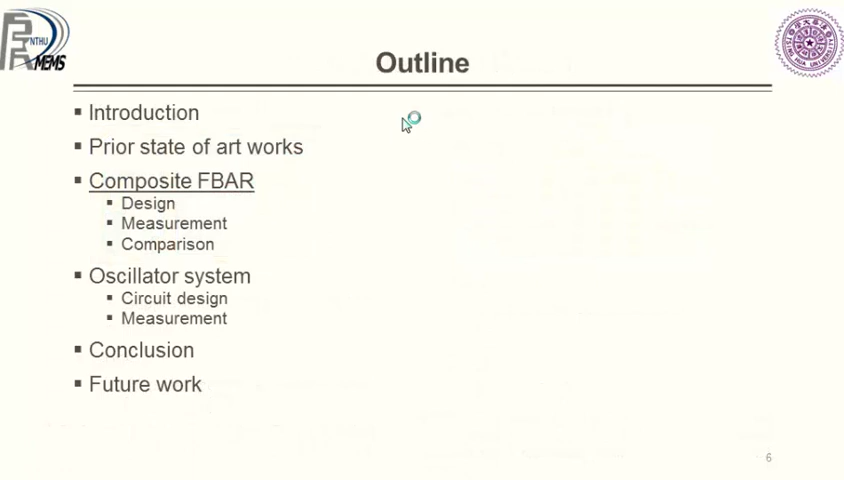 NTHU
MEMS
Outline
Introduction
Prior state of art works
Composite FBAR
Design
Measurement
Comparison
Oscillator system
Circuit design
Measurement
Conclusion
Future work
6